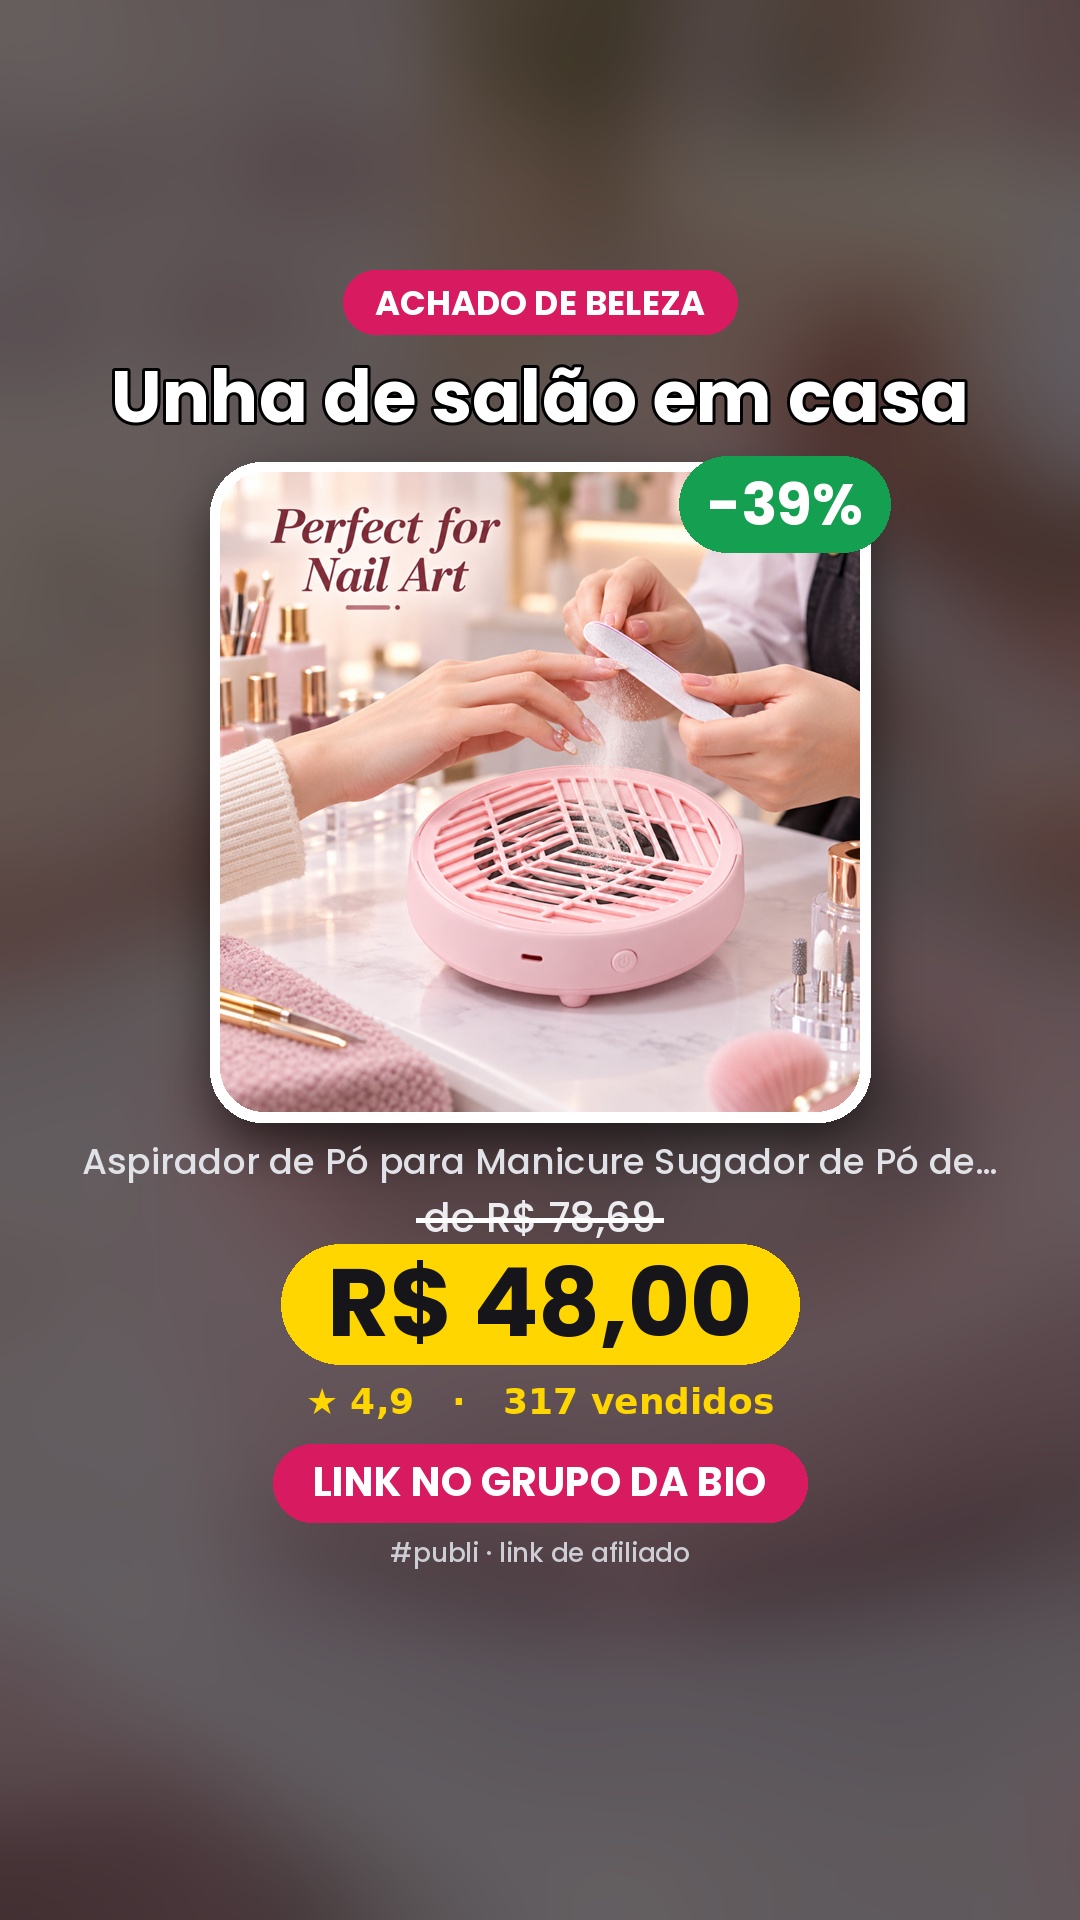 ACHADO DE BELEZA
Unha de salão em casa
-39%
Perfect for
Nail Art
Aspirador de Pó para Manicure Sugador de Pó de...
de R$ 78,69
R$ 48,00
★ 4,9 · 317 vendidos
LINK NO GRUPO DA BIO
#publi · link de afiliado